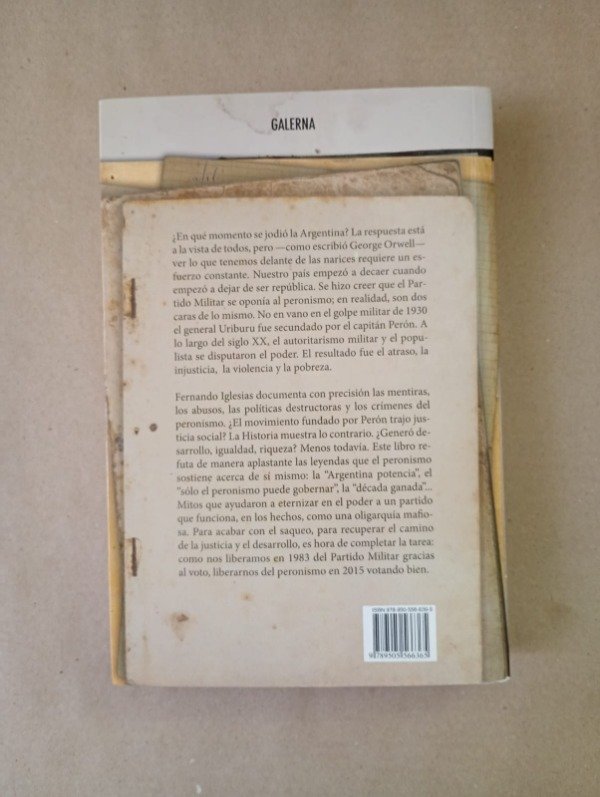 GALERNA
¿En qué momento se jodió la Argentina? La respuesta está
a la vista de todos, pero —como escribió George Orwell—
ver lo que tenemos delante de las narices requiere un es-
fuerzo constante. Nuestro país empezó a decaer cuando
empezó a dejar de ser república. Se hizo creer que el Par-
tido Militar se oponía al peronismo; en realidad, son dos
caras de lo mismo. No en vano en el golpe militar de 1930
el general Uriburu fue secundado por el capitán Perón. A
lo largo del siglo XX, el autoritarismo militar y el popu-
lista se disputaron el poder. El resultado fue el atraso, la
injusticia, la violencia y la pobreza.
Fernando Iglesias documenta con precisión las mentiras,
los abusos, las políticas destructoras y los crímenes del
peronismo. ¿El movimiento fundado por Perón trajo jus-
ticia social? La Historia muestra lo contrario. ¿Generó de-
sarrollo, igualdad, riqueza? Menos todavía. Este libro re-
futa de manera aplastante las leyendas que el peronismo
sostiene acerca de sí mismo: la "Argentina potencia", el
"sólo el peronismo puede gobernar", la "década ganada"...
Mitos que ayudaron a eternizar en el poder a un partido
que funciona, en los hechos, como una oligarquía mafio-
sa. Para acabar con el saqueo, para recuperar el camino
de la justicia y el desarrollo, es hora de completar la tarea:
como nos liberamos en 1983 del Partido Militar gracias
al voto, liberarnos del peronismo en 2015 votando bien.
ISBN 978-950-556-636-5
9789505566365